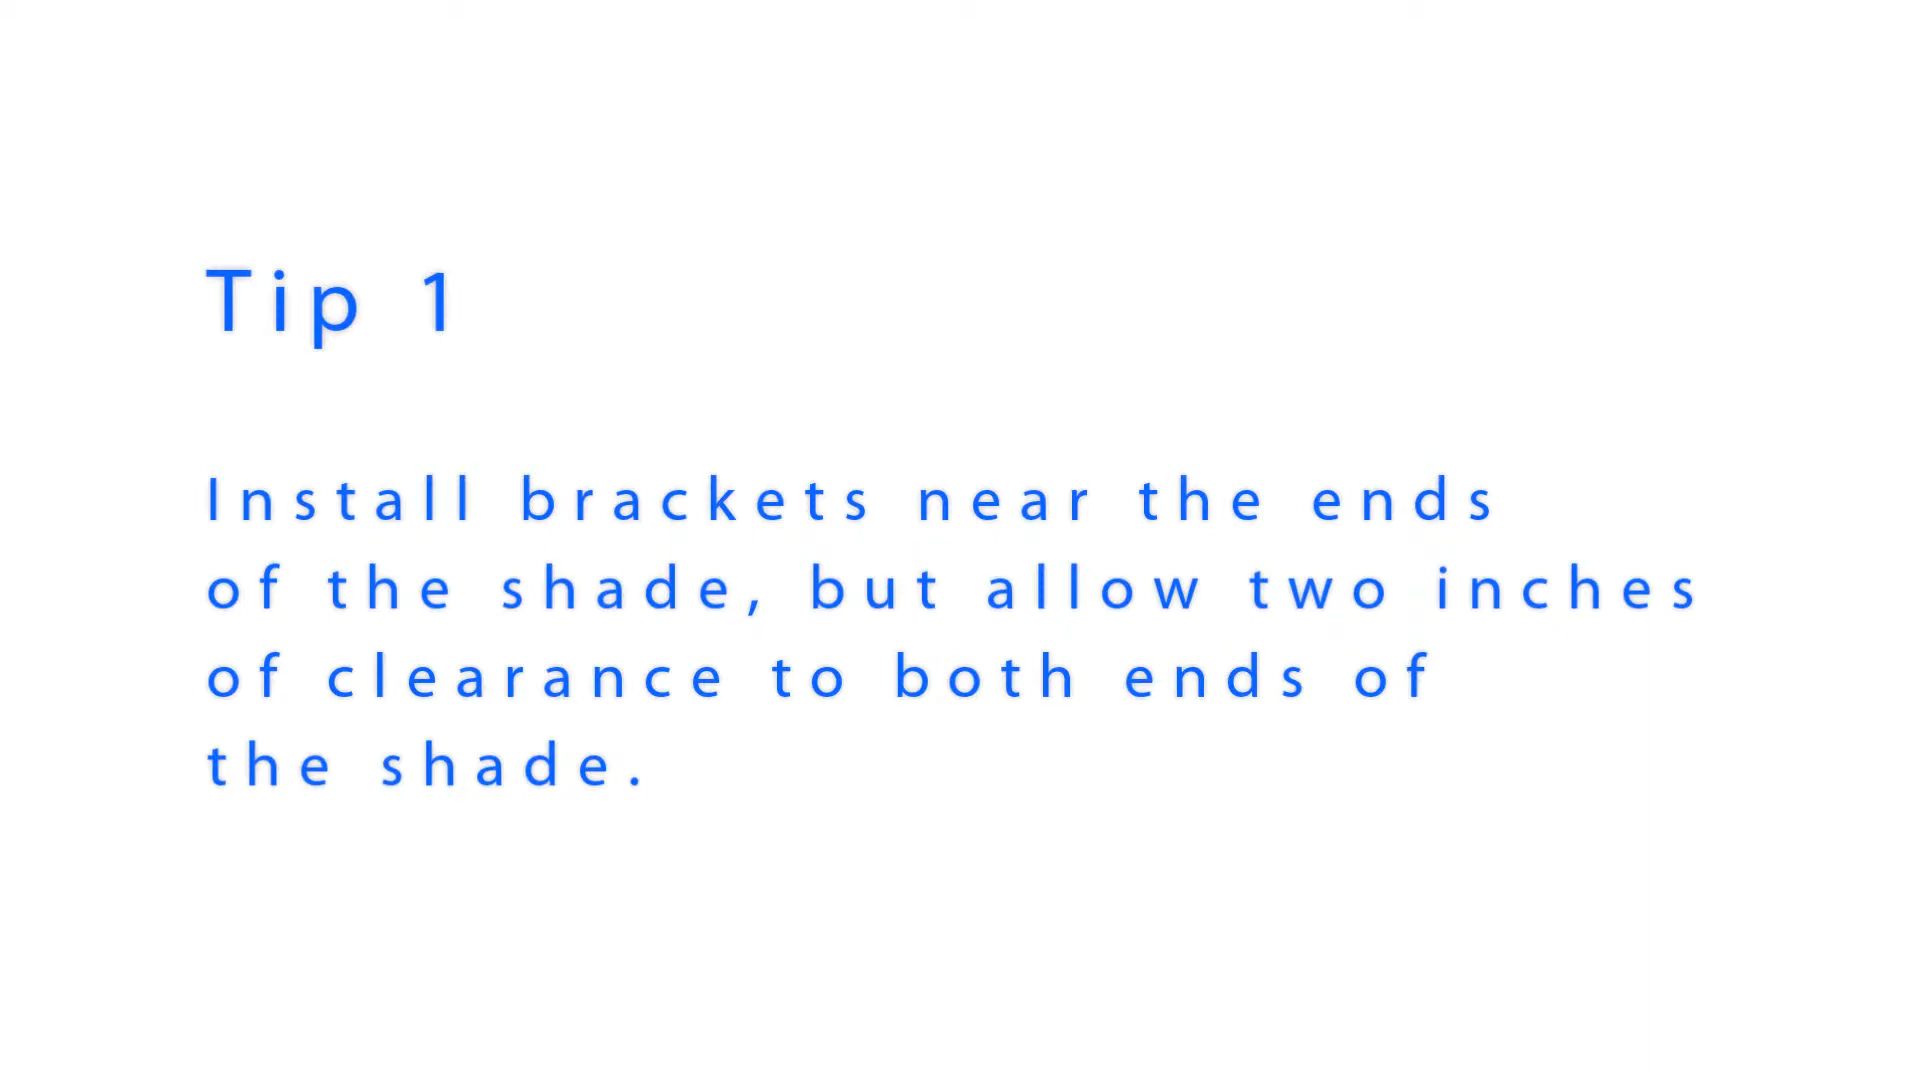 Tip 1
Install brackets near the ends
of the shade, but allow two inches
of clearance to both ends of
the shade.